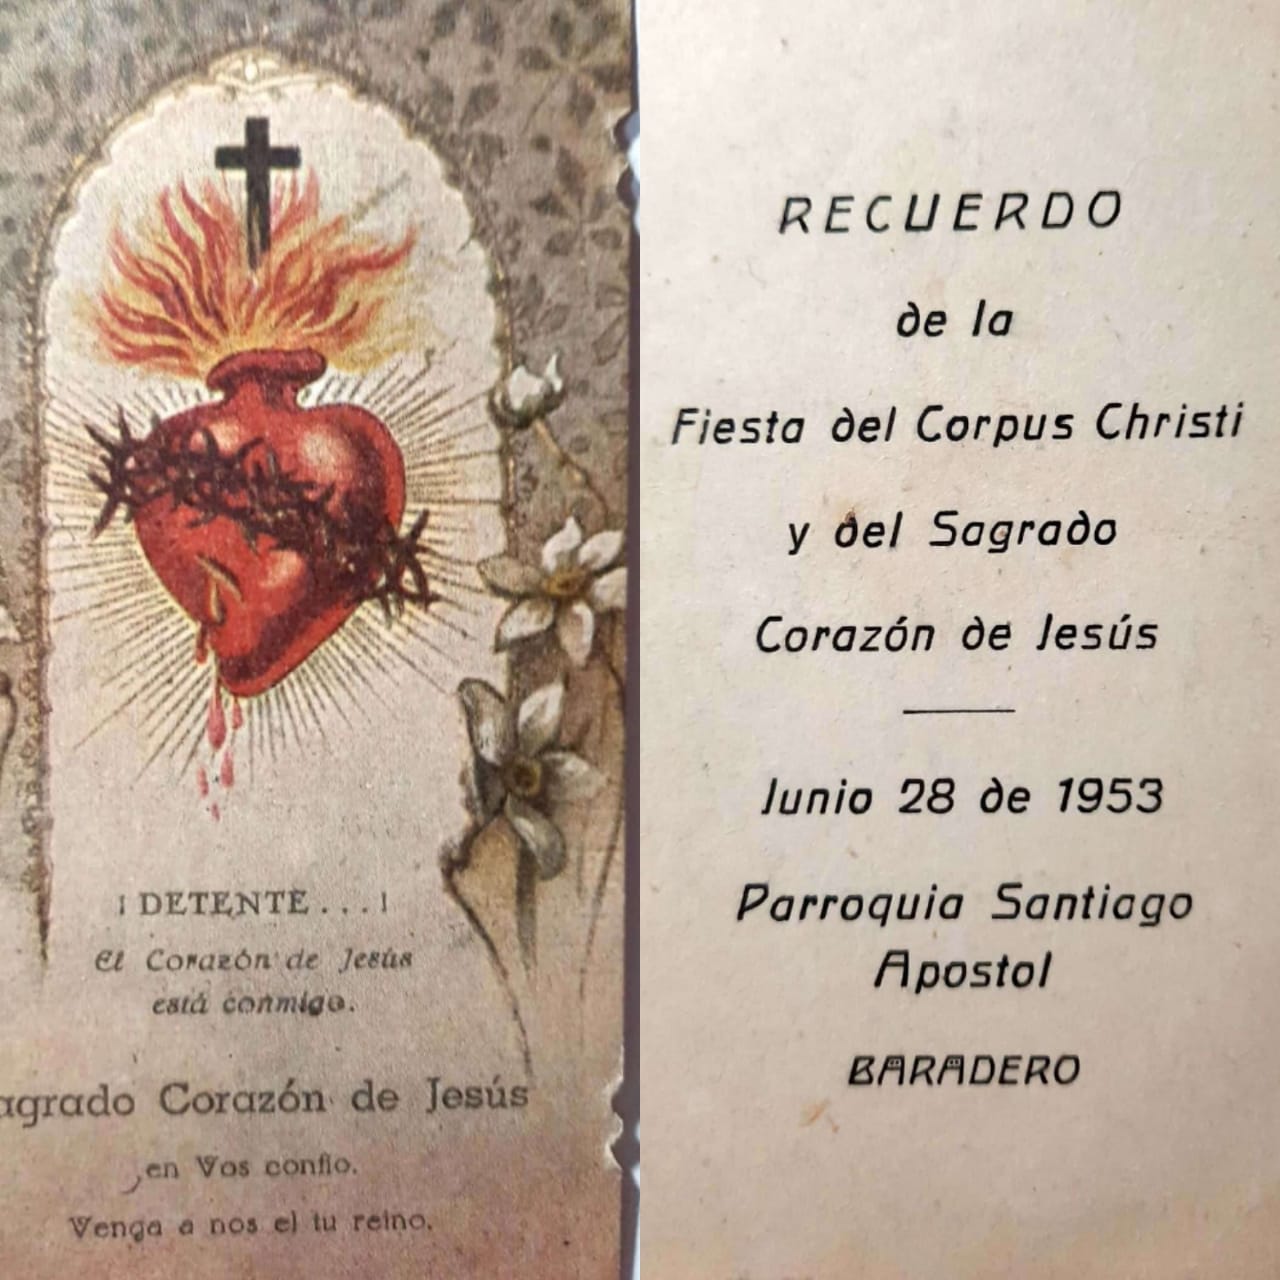 ¡DETENTE...!
El Corazón de Jesús
está conmigo.
agrado Corazón de Jesús
en Vos confio.
Venga a nos el tu reino.
RECUERDO
de la
Fiesta del Corpus Christi
y del Sagrado
Corazón de Jesús
Junio 28 de 1953
Parroquia Santiago
Apostol
BARADERO